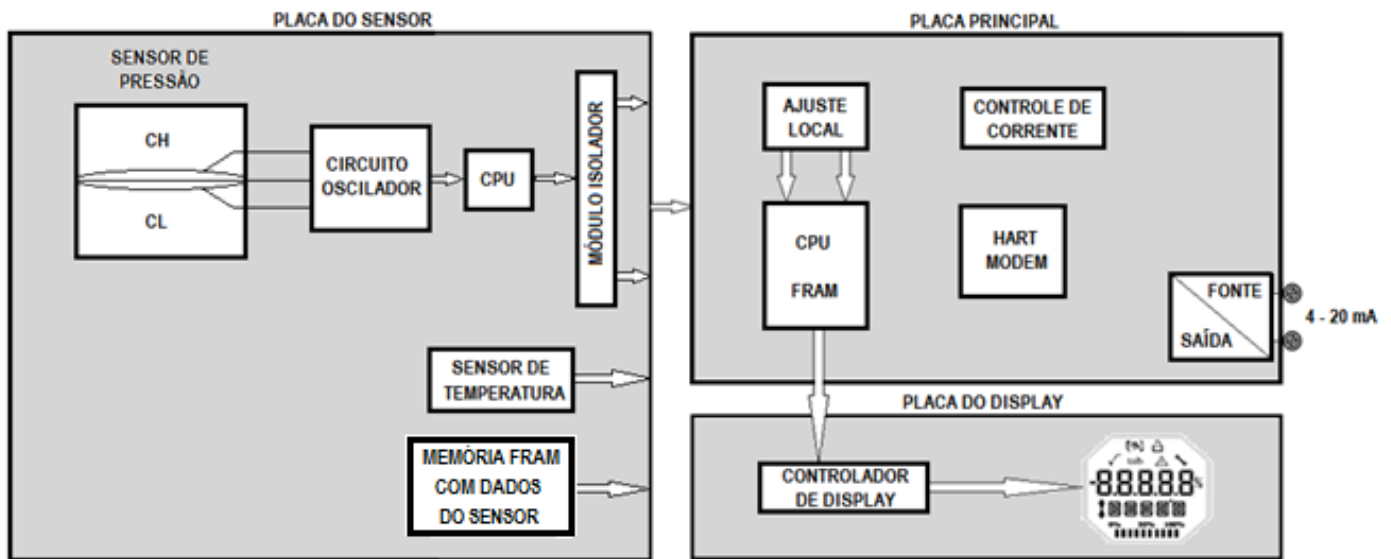 PLACA DO SENSOR
SENSOR DE
PRESSÃO
CH
CL
CIRCUITO
OSCILADOR
CPU
MÓDULO ISOLADOR
SENSOR DE
TEMPERATURA
MEMÓRIA FRAM
COM DADOS
DO SENSOR
PLACA PRINCIPAL
AJUSTE
LOCAL
CONTROLE DE
CORRENTE
CPU
FRAM
HART
MODEM
FONTE
SAÍDA
4 - 20 mA
PLACA DO DISPLAY
CONTROLADOR
DE DISPLAY
-8.8.8.8.8%